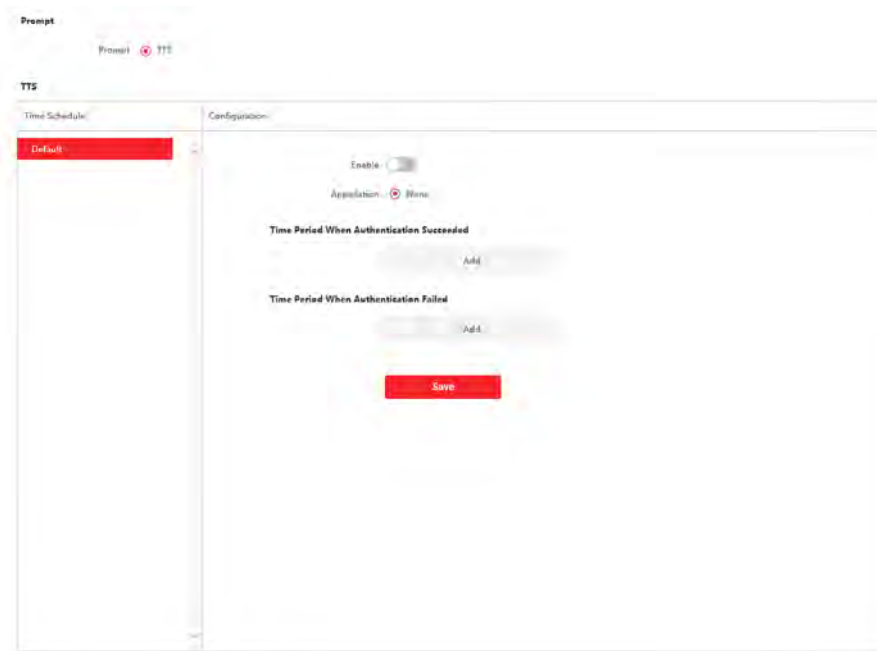 Prompt
Prompt TTS
TTS
Time Schedule Configuration
Default
Enable
Appellation None
Time Period When Authentication Succeeded
Add
Time Period When Authentication Failed
Add
Save